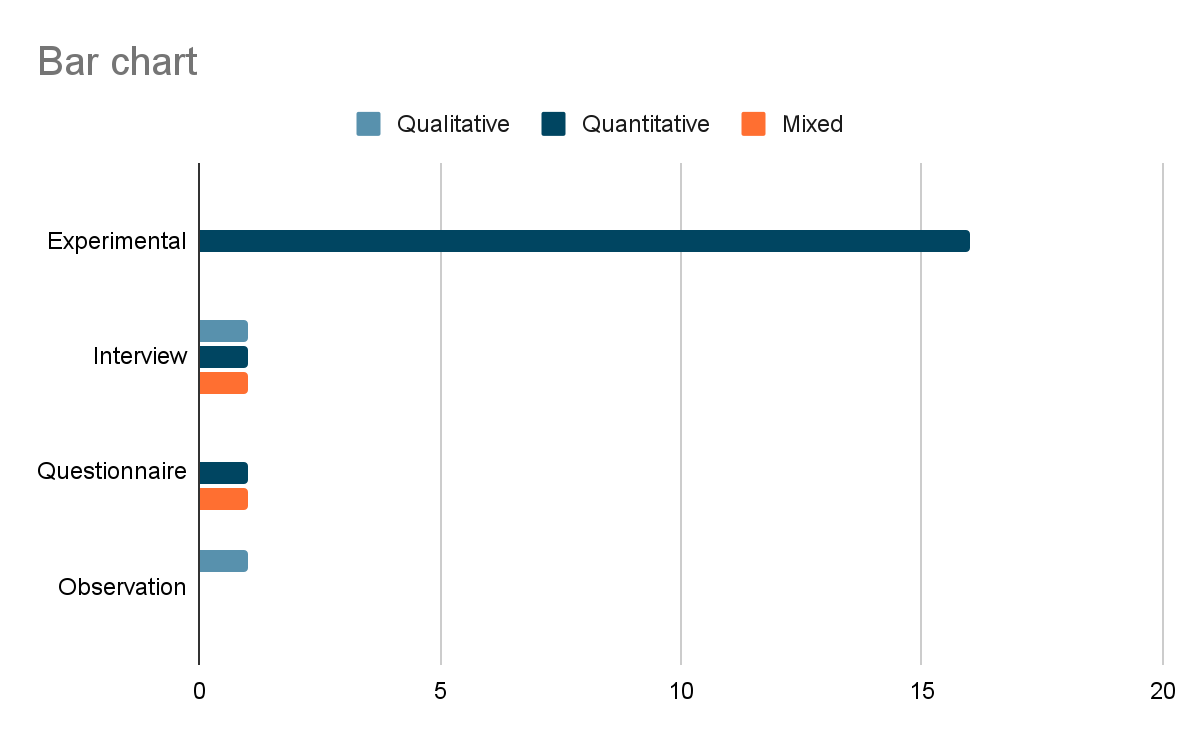 Bar chart
Qualitative Quantitative Mixed
Experimental
Interview
Questionnaire
Observation
0 5 10 15 20